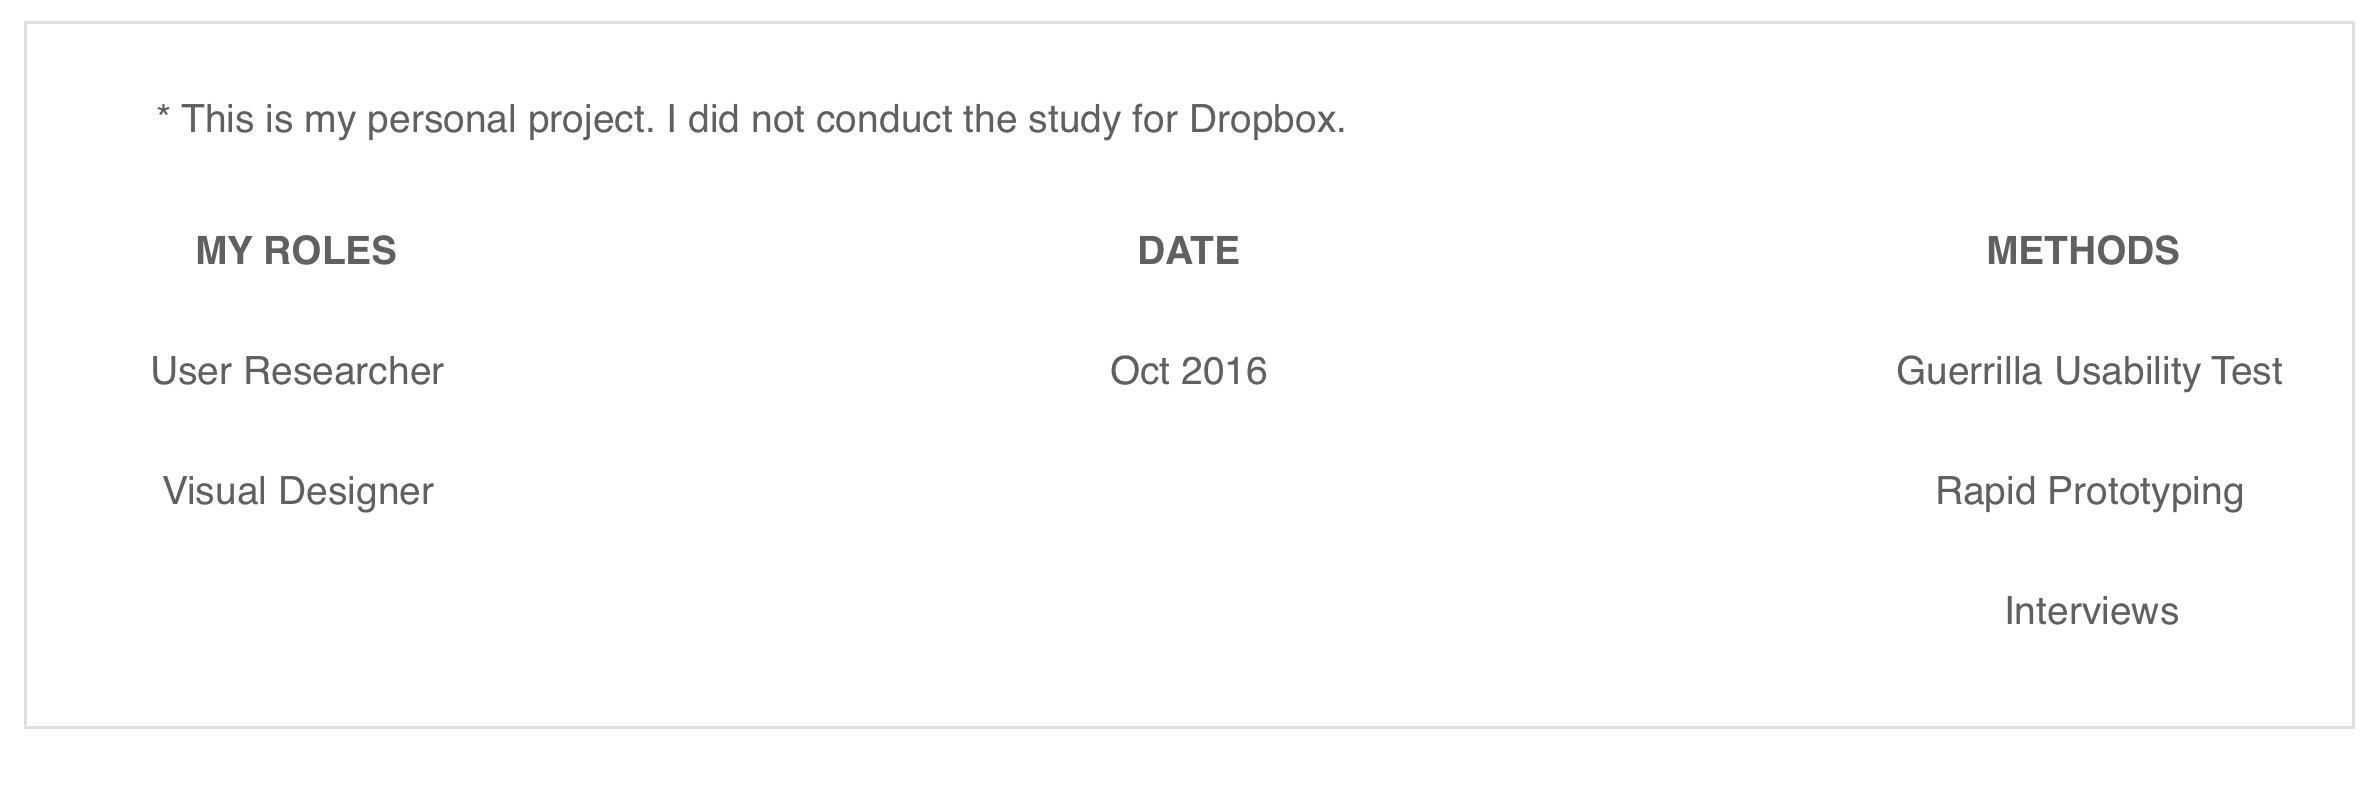 * This is my personal project. I did not conduct the study for Dropbox.
MY ROLES
User Researcher
Visual Designer
DATE
Oct 2016
METHODS
Guerrilla Usability Test
Rapid Prototyping
Interviews